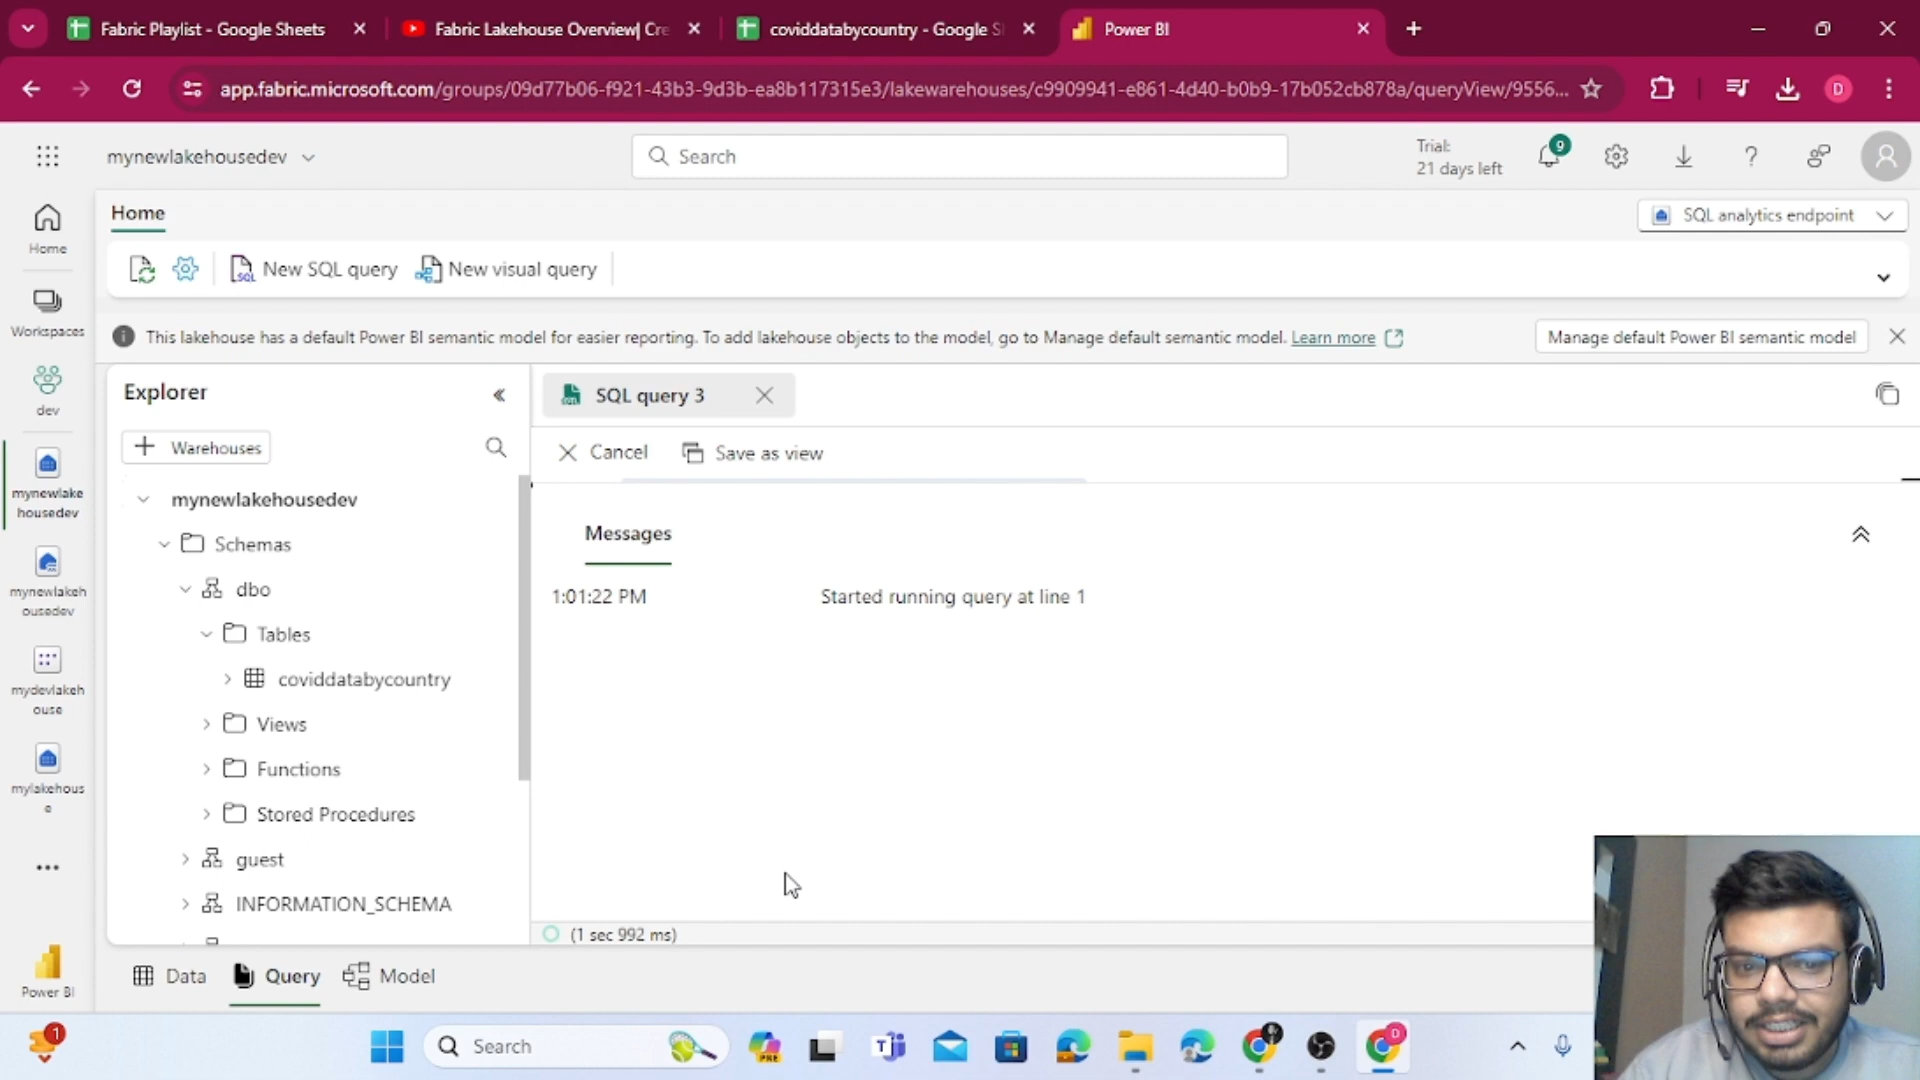 Fabric Playlist - Google Sheets
Fabric Lakehouse Overview| Cre
coviddatabycountry - Google S
Power BI
app.fabric.microsoft.com/groups/09d77b06-f921-43b3-9d3b-ea8b117315e3/lakewarehouses/c9909941-e861-4d40-b0b9-17b052cb878a/queryView/9556...
D
mynewlakehousedev
Search
Trial:
21 days left
9
Home
SQL analytics endpoint
New SQL query
New visual query
This lakehouse has a default Power BI semantic model for easier reporting. To add lakehouse objects to the model, go to Manage default semantic model. Learn more
Manage default Power BI semantic model
Home
Workspaces
dev
mynewlake
housedev
mynewlakeh
ousedev
mydevlakeh
ouse
mylakehous
e
Power BI
Explorer
Warehouses
mynewlakehousedev
Schemas
dbo
Tables
coviddatabycountry
Views
Functions
Stored Procedures
guest
INFORMATION_SCHEMA
SQL query 3
Cancel
Save as view
Messages
1:01:22 PM
Started running query at line 1
(1 sec 992 ms)
Data
Query
Model
1
Search
PRE
D